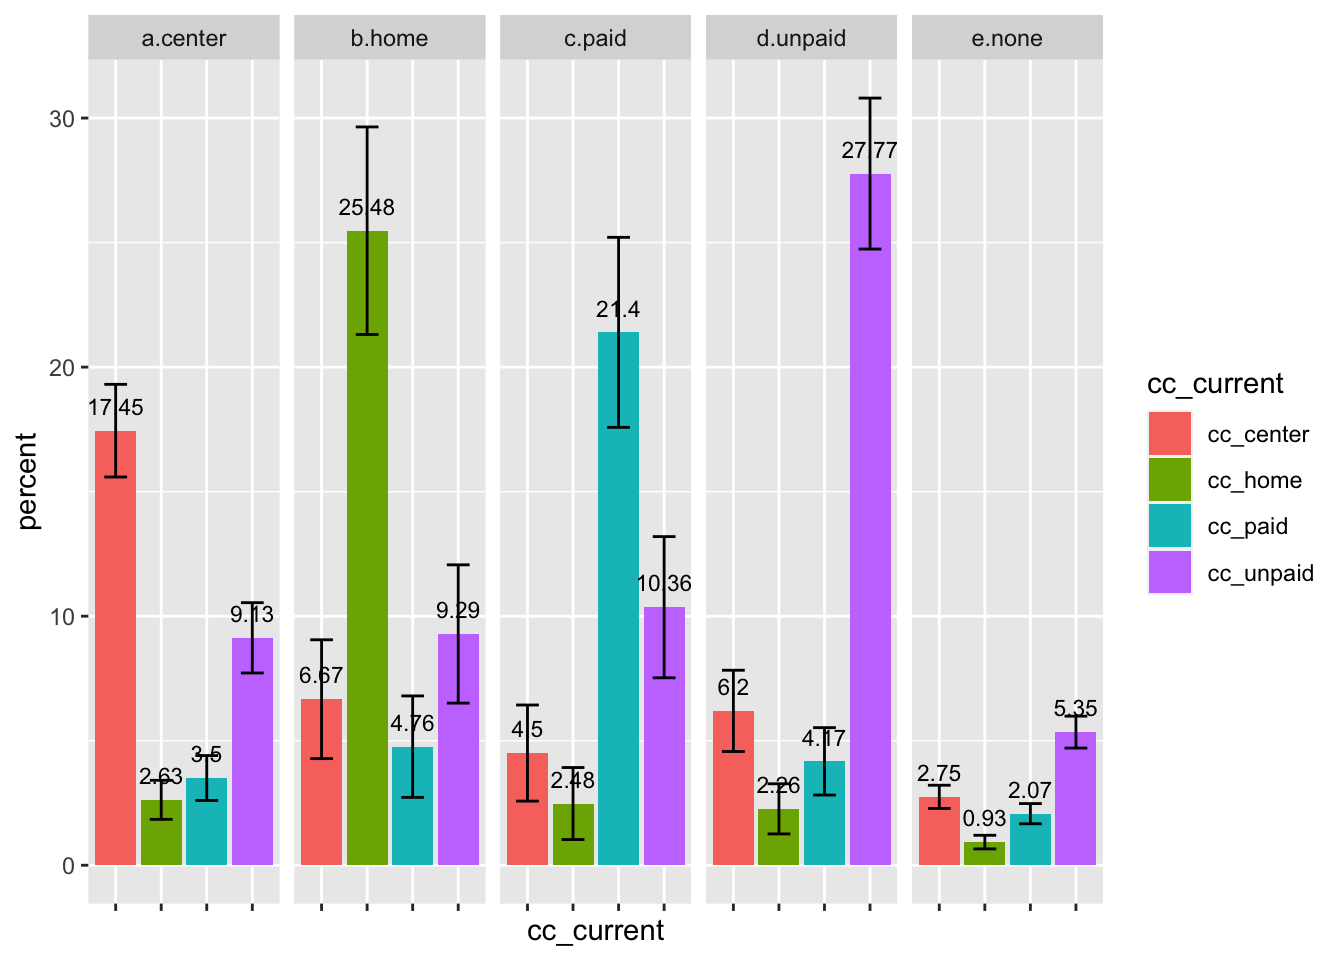 a.center
b.home
c.paid
d.unpaid
e.none
30
20
10
0
percent
17.45
2.63
3.5
9.13
6.67
25.48
4.76
9.29
4.5
2.48
21.4
10.36
6.2
2.26
4.17
27.77
2.75
0.93
2.07
5.35
cc_current
cc_current
cc_center
cc_home
cc_paid
cc_unpaid